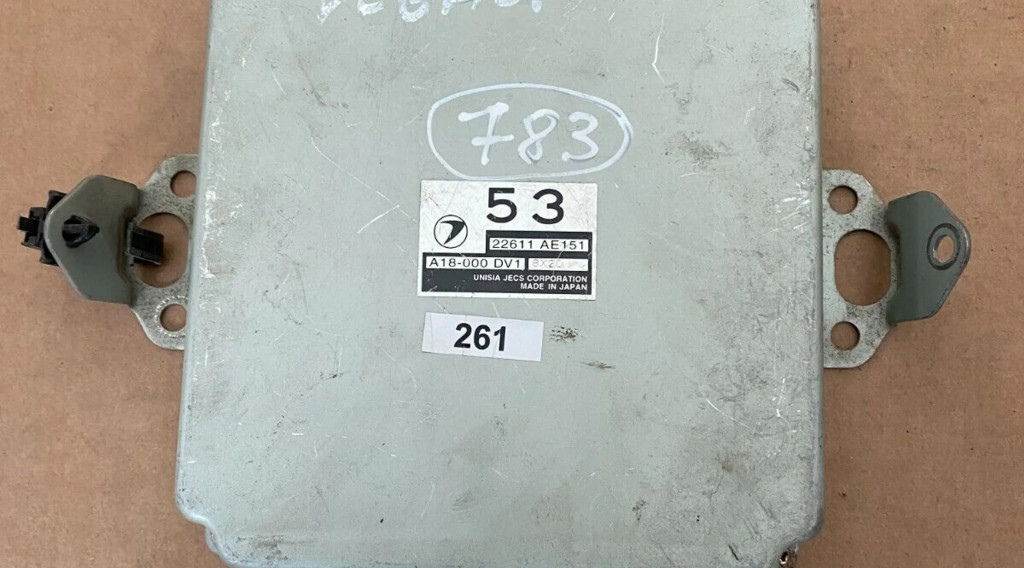 783
53
22611 AE151
A18-000 DV1
UNISIA JECS CORPORATION
MADE IN JAPAN
261